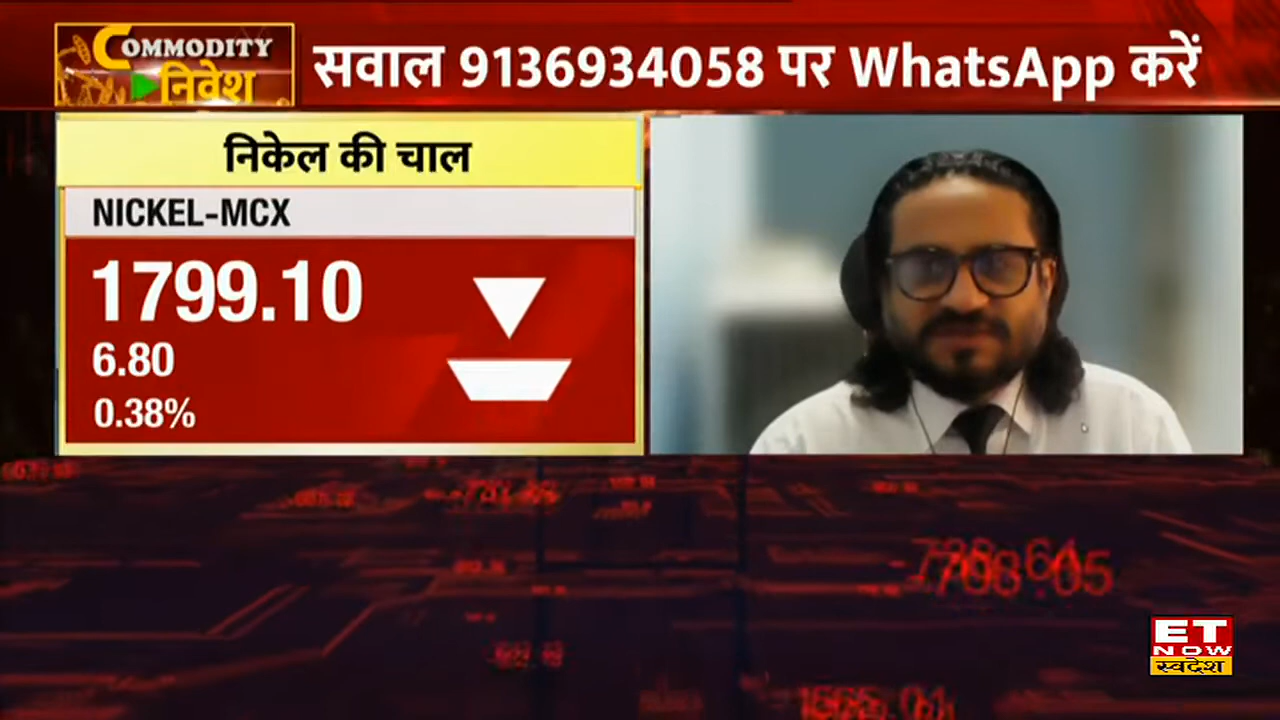 COMMODITY
निवेश
सवाल 9136934058 पर WhatsApp करें
निकेल की चाल
NICKEL-MCX
1799.10
6.80
0.38%
ET
NOW
स्वदेश